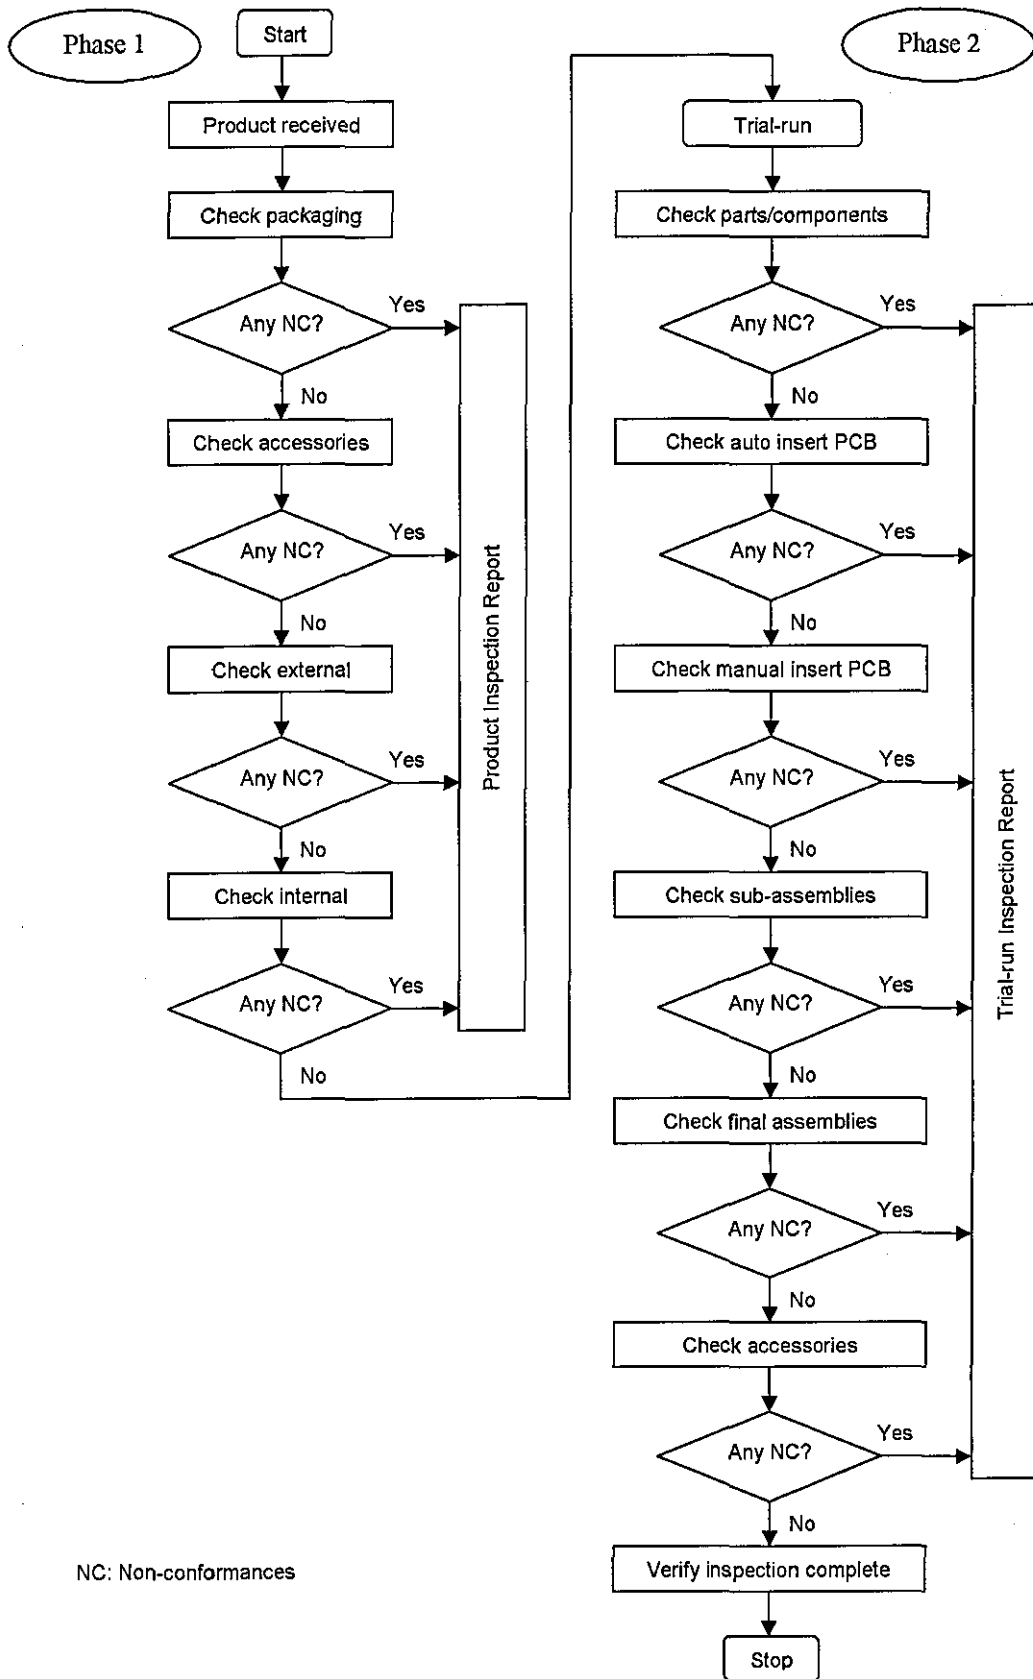 Phase 1
Start
Product received
Check packaging
Any NC?
Yes
No
Check accessories
Any NC?
Yes
No
Check external
Any NC?
Yes
No
Check internal
Any NC?
Yes
No
Product Inspection Report
Phase 2
Trial-run
Check parts/components
Any NC?
Yes
No
Check auto insert PCB
Any NC?
Yes
No
Check manual insert PCB
Any NC?
Yes
No
Check sub-assemblies
Any NC?
Yes
No
Check final assemblies
Any NC?
Yes
No
Check accessories
Any NC?
Yes
No
Verify inspection complete
Stop
Trial-run Inspection Report
NC: Non-conformances